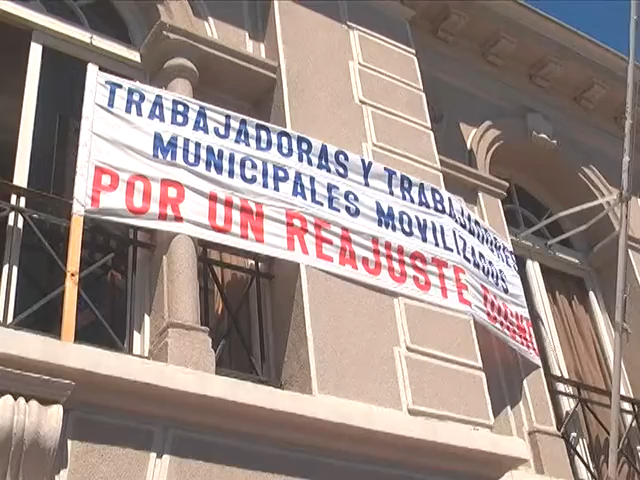 TRABAJADORAS Y TRABAJADORES
MUNICIPALES MOVILIZADOS
POR UN REAJUSTE